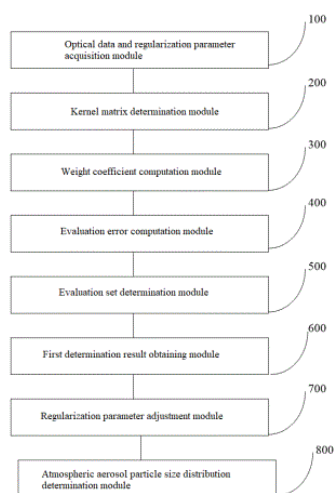 100
Optical data and regularization parameter
acquisition module
200
Kernel matrix determination module
300
Weight coefficient computation module
400
Evaluation error computation module
500
Evaluation set determination module
600
First determination result obtaining module
700
Regularization parameter adjustment module
800
Atmospheric aerosol particle size distribution
determination module